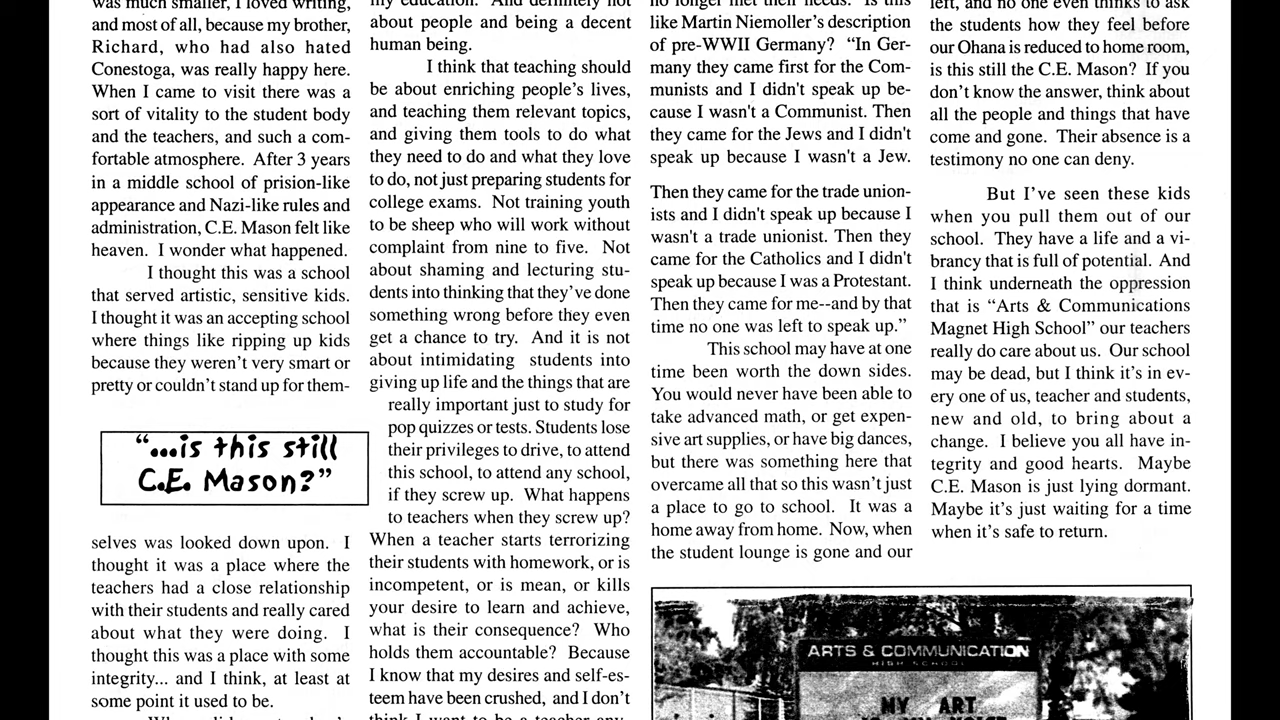 was much smaller, I loved writing,
and most of all, because my brother,
Richard, who had also hated
Conestoga, was really happy here.
When I came to visit there was a
sort of vitality to the student body
and the teachers, and such a com-
fortable atmosphere. After 3 years
in a middle school of prision-like
appearance and Nazi-like rules and
administration, C.E. Mason felt like
heaven. I wonder what happened.
I thought this was a school
that served artistic, sensitive kids.
I thought it was an accepting school
where things like ripping up kids
because they weren't very smart or
pretty or couldn't stand up for them-
"...is this still
C.E. Mason?"
selves was looked down upon. I
thought it was a place where the
teachers had a close relationship
with their students and really cared
about what they were doing. I
thought this was a place with some
integrity... and I think, at least at
some point it used to be.
my education. And definitely not
about people and being a decent
human being.
I think that teaching should
be about enriching people's lives,
and teaching them relevant topics,
and giving them tools to do what
they need to do and what they love
to do, not just preparing students for
college exams. Not training youth
to be sheep who will work without
complaint from nine to five. Not
about shaming and lecturing stu-
dents into thinking that they've done
something wrong before they even
get a chance to try. And it is not
about intimidating students into
giving up life and the things that are
really important just to study for
pop quizzes or tests. Students lose
their privileges to drive, to attend
this school, to attend any school,
if they screw up. What happens
to teachers when they screw up?
When a teacher starts terrorizing
their students with homework, or is
incompetent, or is mean, or kills
your desire to learn and achieve,
what is their consequence? Who
holds them accountable? Because
I know that my desires and self-es-
teem have been crushed, and I don't
think I want to be a teacher any-
no longer met their needs. Is this
like Martin Niemoller's description
of pre-WWII Germany? "In Ger-
many they came first for the Com-
munists and I didn't speak up be-
cause I wasn't a Communist. Then
they came for the Jews and I didn't
speak up because I wasn't a Jew.
Then they came for the trade union-
ists and I didn't speak up because I
wasn't a trade unionist. Then they
came for the Catholics and I didn't
speak up because I was a Protestant.
Then they came for me--and by that
time no one was left to speak up."
This school may have at one
time been worth the down sides.
You would never have been able to
take advanced math, or get expen-
sive art supplies, or have big dances,
but there was something here that
overcame all that so this wasn't just
a place to go to school. It was a
home away from home. Now, when
the student lounge is gone and our
left, and no one even thinks to ask
the students how they feel before
our Ohana is reduced to home room,
is this still the C.E. Mason? If you
don't know the answer, think about
all the people and things that have
come and gone. Their absence is a
testimony no one can deny.
But I've seen these kids
when you pull them out of our
school. They have a life and a vi-
brancy that is full of potential. And
I think underneath the oppression
that is "Arts & Communications
Magnet High School" our teachers
really do care about us. Our school
may be dead, but I think it's in ev-
ery one of us, teacher and students,
new and old, to bring about a
change. I believe you all have in-
tegrity and good hearts. Maybe
C.E. Mason is just lying dormant.
Maybe it's just waiting for a time
when it's safe to return.
ARTS & COMMUNICATION
HIGH SCHOOL
MY ART